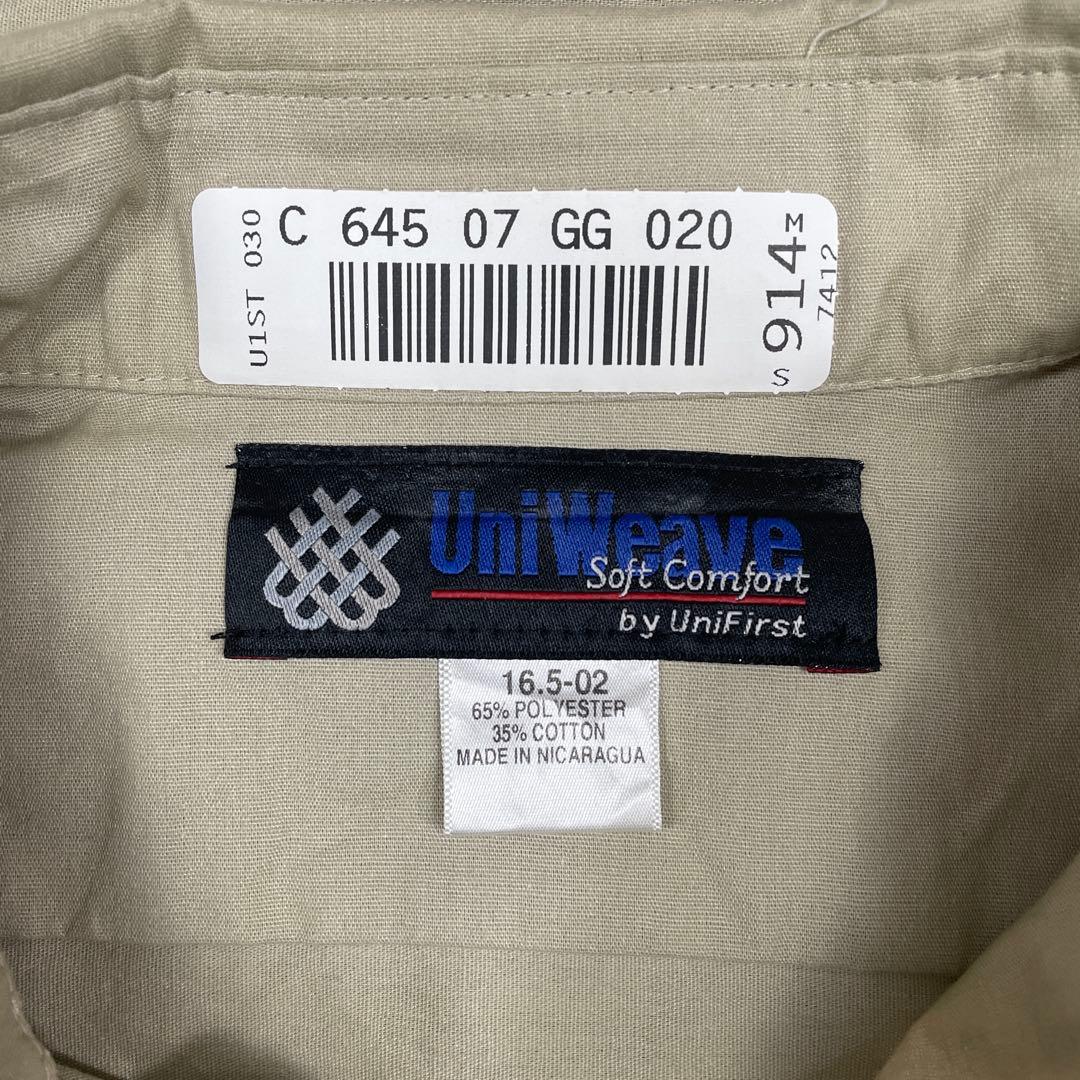 U1ST 030
C 645 07 GG 020
S 914 M
7412
UniWeave
Soft Comfort
by UniFirst
16.5-02
65% POLYESTER
35% COTTON
MADE IN NICARAGUA